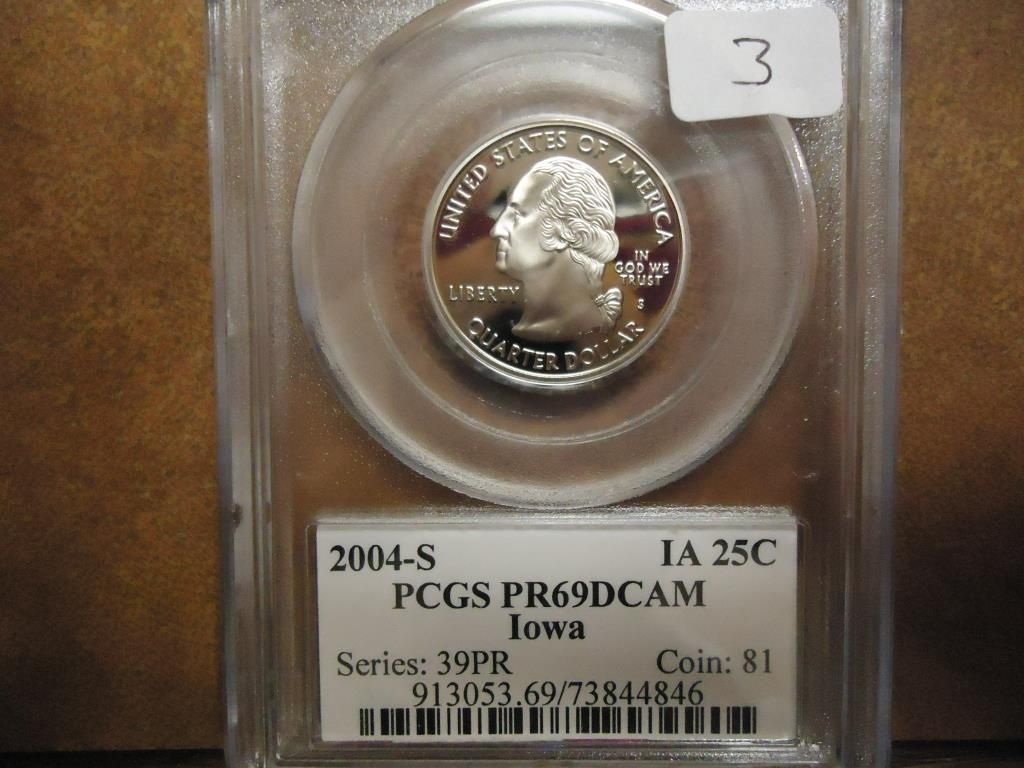 3
UNITED STATES OF AMERICA
LIBERTY
IN
GOD WE
TRUST
S
QUARTER DOLLAR
2004-S IA 25C
PCGS PR69DCAM
Iowa
Series: 39PR Coin: 81
913053.69/73844846